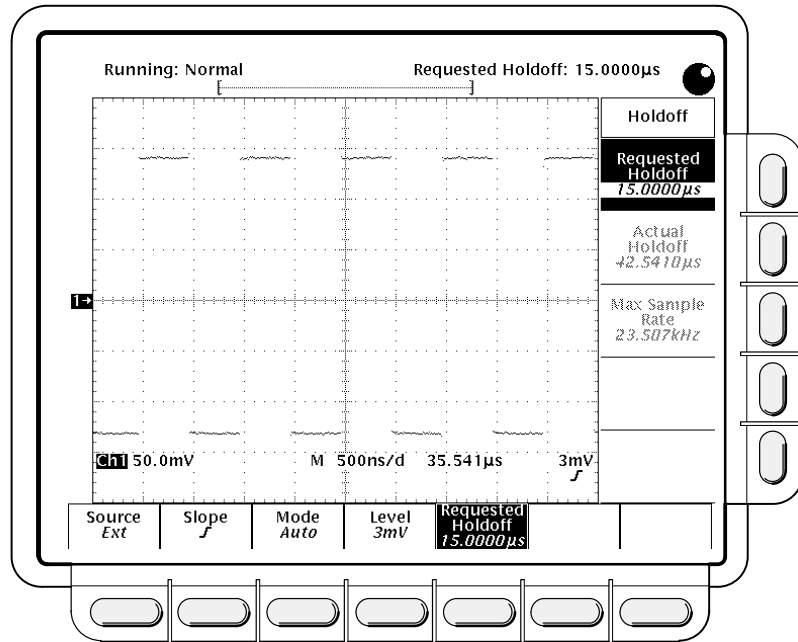 Running: Normal
Requested Holdoff: 15.0000µs
Holdoff
Requested
Holdoff
15.0000µs
Actual
Holdoff
42.5410µs
Max Sample
Rate
23.507kHz
1→
Ch1 50.0mV
M 500ns/d 35.541µs
3mV
Source
Ext
Slope
Mode
Auto
Level
3mV
Requested
Holdoff
15.0000µs